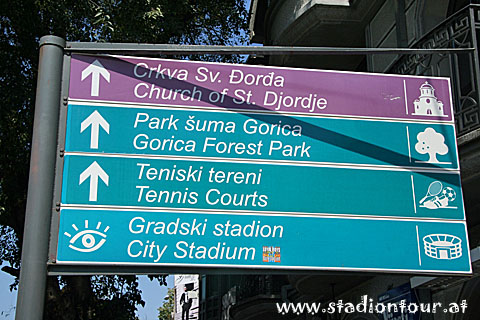 Crkva Sv. Đorđa
Church of St. Djordje
Park šuma Gorica
Gorica Forest Park
Teniski tereni
Tennis Courts
Gradski stadion
City Stadium
www.stadiontour.at